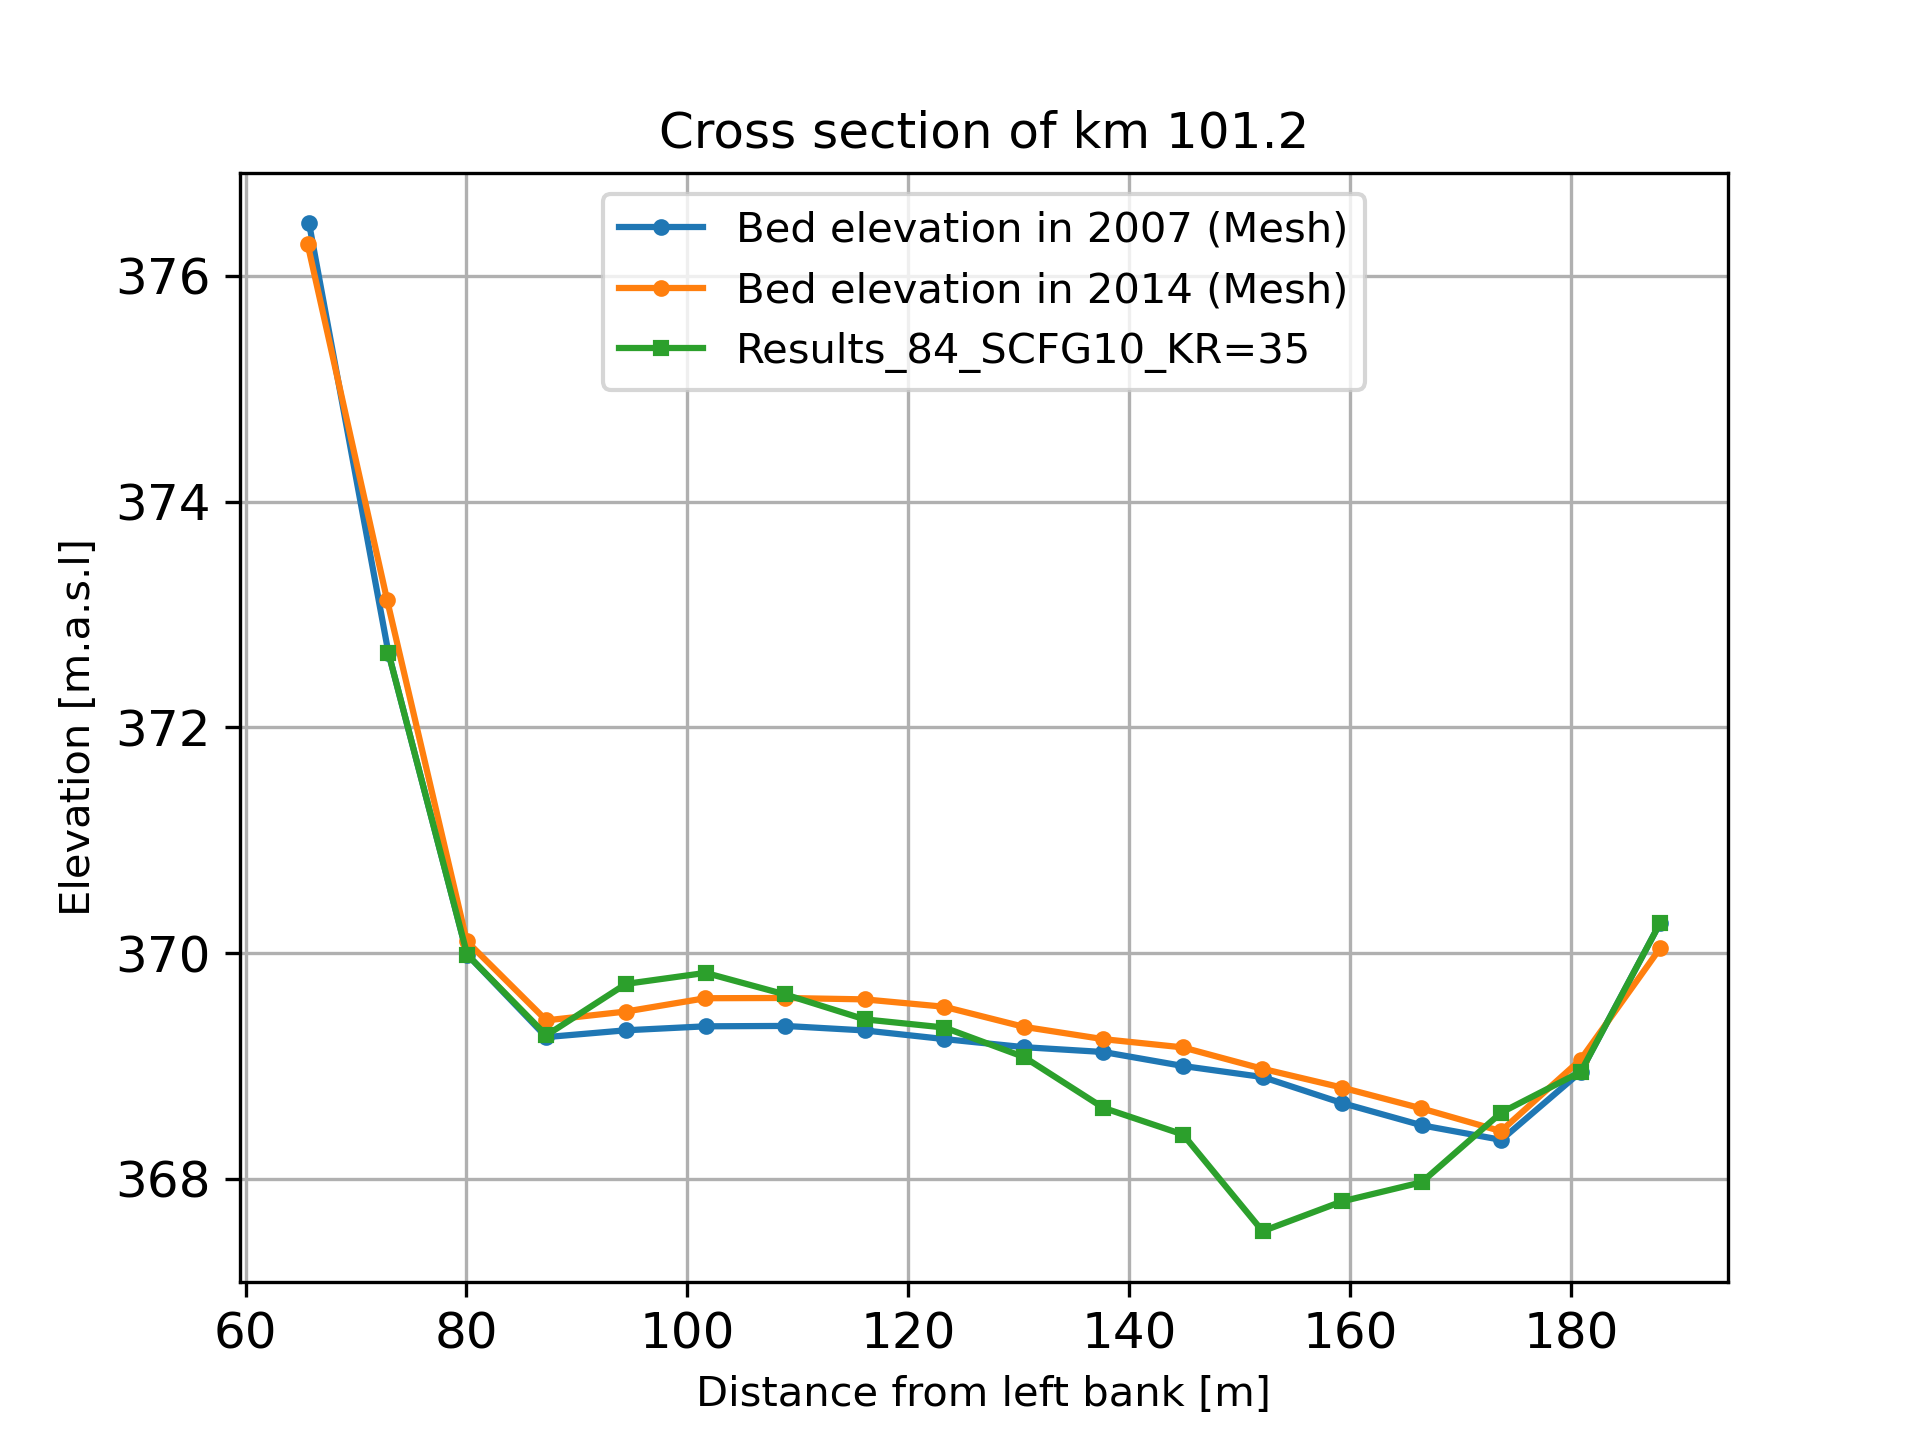 Cross section of km 101.2
Bed elevation in 2007 (Mesh)
Bed elevation in 2014 (Mesh)
Results_84_SCFG10_KR=35
Elevation [m.a.s.l]
376
374
372
370
368
60 80 100 120 140 160 180
Distance from left bank [m]